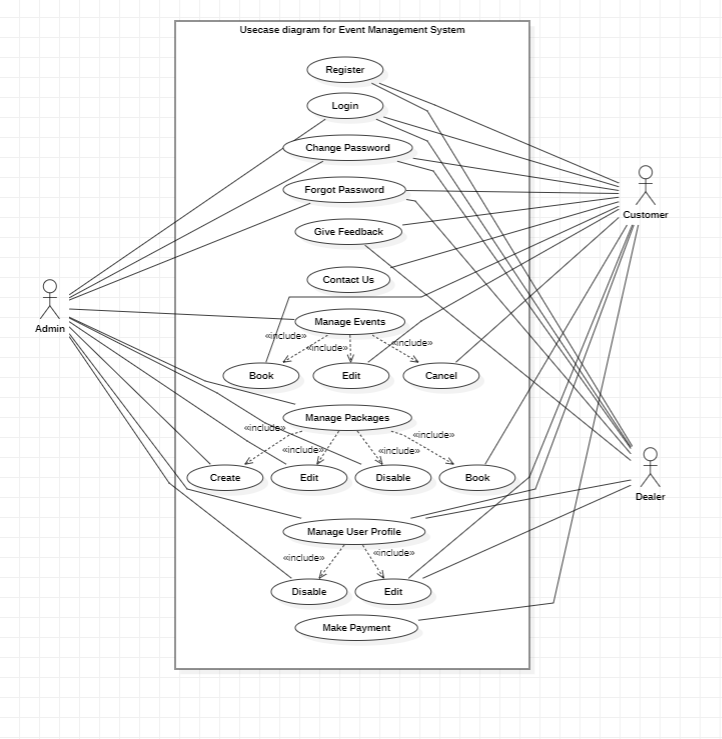 Usecase diagram for Event Management System
Register
Login
Change Password
Forgot Password
Customer
Give Feedback
Contact Us
Manage Events
Admin
«include»
«include»
«include»
Book
Edit
Cancel
Manage Packages
«include»
«include»
«include»
«include»
Create
Edit
Disable
Book
Dealer
Manage User Profile
«include»
«include»
Disable
Edit
Make Payment